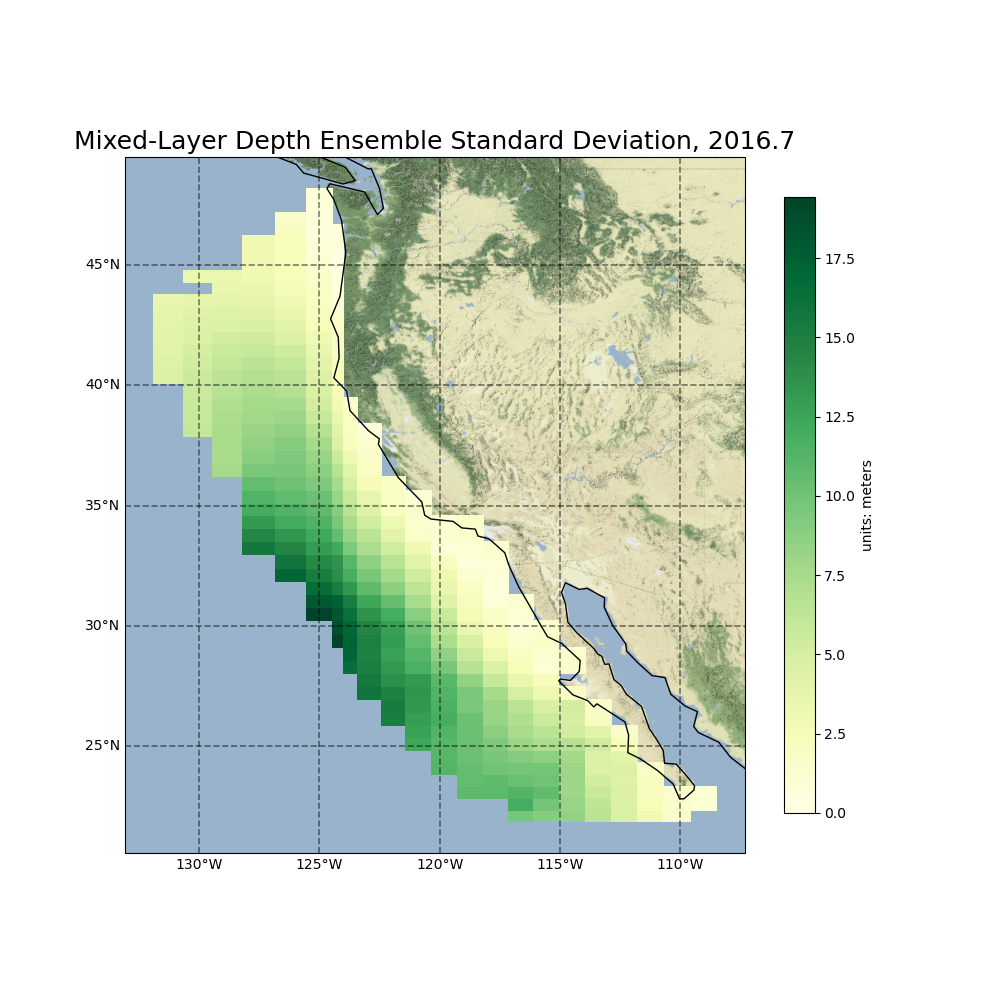 Mixed-Layer Depth Ensemble Standard Deviation, 2016.7
45°N
40°N
35°N
30°N
25°N
130°W
125°W
120°W
115°W
110°W
17.5
15.0
12.5
10.0
7.5
5.0
2.5
0.0
units: meters